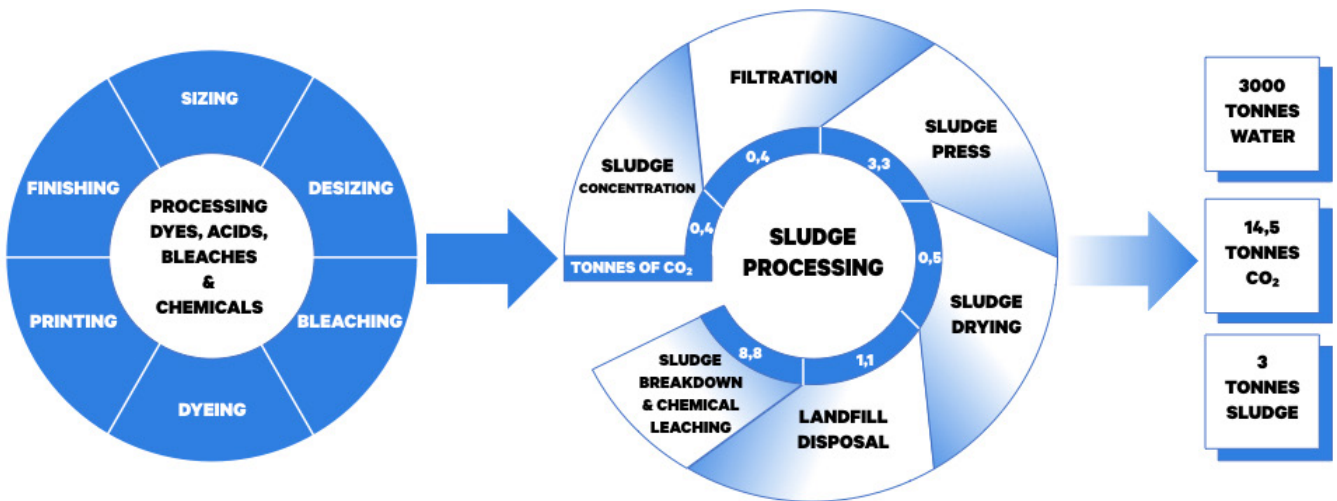 SIZING
DESIZING
BLEACHING
DYEING
PRINTING
FINISHING
PROCESSING
DYES, ACIDS,
BLEACHES
&
CHEMICALS
TONNES OF CO₂
SLUDGE
CONCENTRATION
0,4
FILTRATION
0,4
SLUDGE
PRESS
3,3
SLUDGE
DRYING
0,5
LANDFILL
DISPOSAL
1,1
SLUDGE
BREAKDOWN
& CHEMICAL
LEACHING
8,8
SLUDGE
PROCESSING
3000
TONNES
WATER
14,5
TONNES
CO₂
3
TONNES
SLUDGE